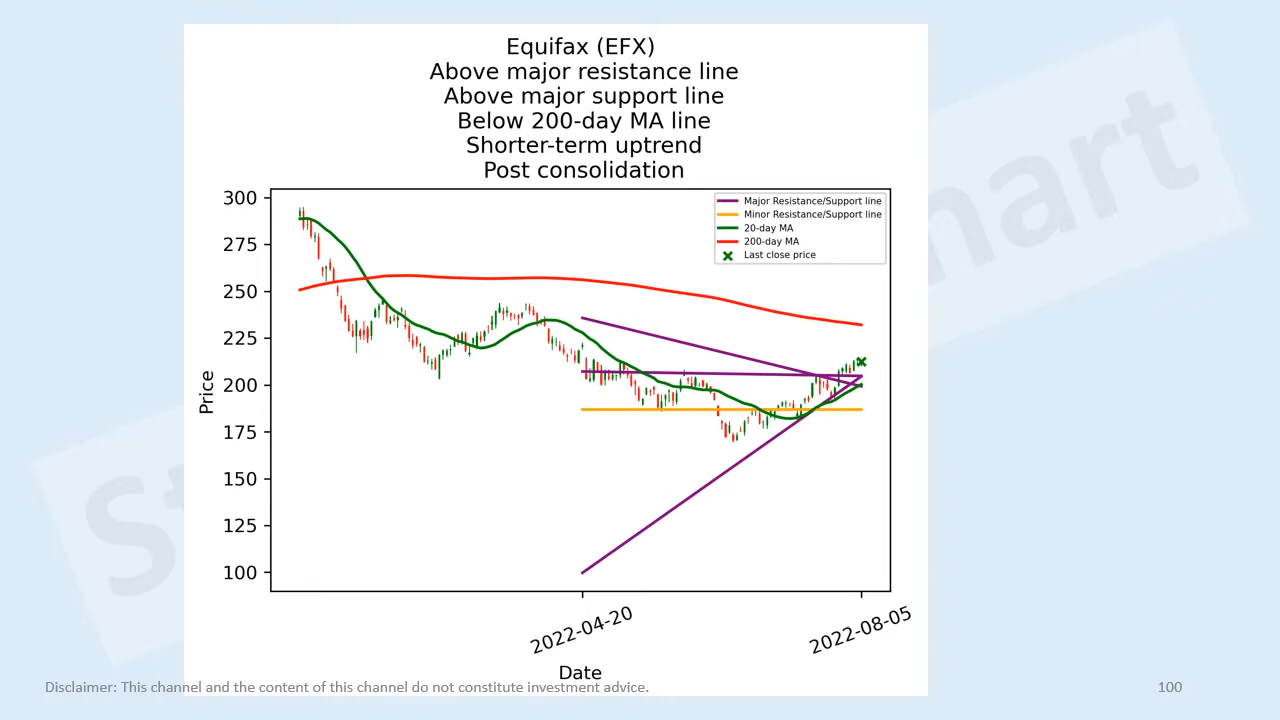 Equifax (EFX)
Above major resistance line
Above major support line
Below 200-day MA line
Shorter-term uptrend
Post consolidation
300
275
250
225
200
175
150
125
100
Price
Major Resistance/Support line
Minor Resistance/Support line
20-day MA
200-day MA
Last close price
2022-04-20
2022-08-05
Date
Disclaimer: This channel and the content of this channel do not constitute investment advice.
100